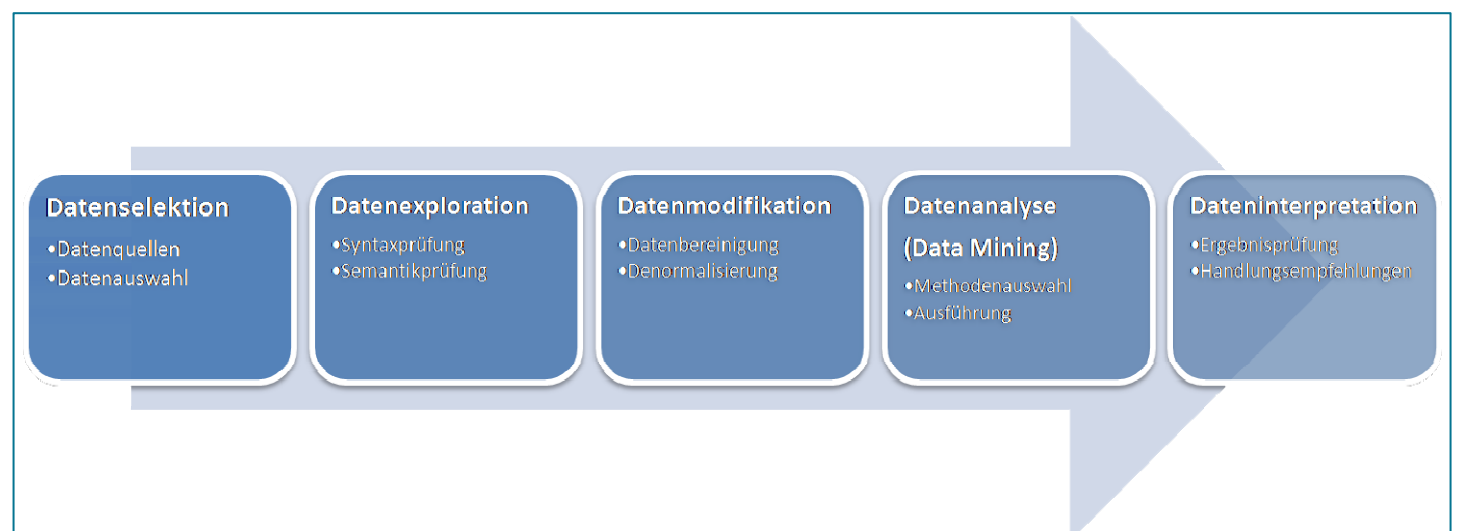 Datenselektion
•Datenquellen
•Datenauswahl
Datenexploration
•Syntaxprüfung
•Semantikprüfung
Datenmodifikation
•Datenbereinigung
•Denormalisierung
Datenanalyse
(Data Mining)
•Methodenauswahl
•Ausführung
Dateninterpretation
•Ergebnisprüfung
•Handlungsempfehlungen